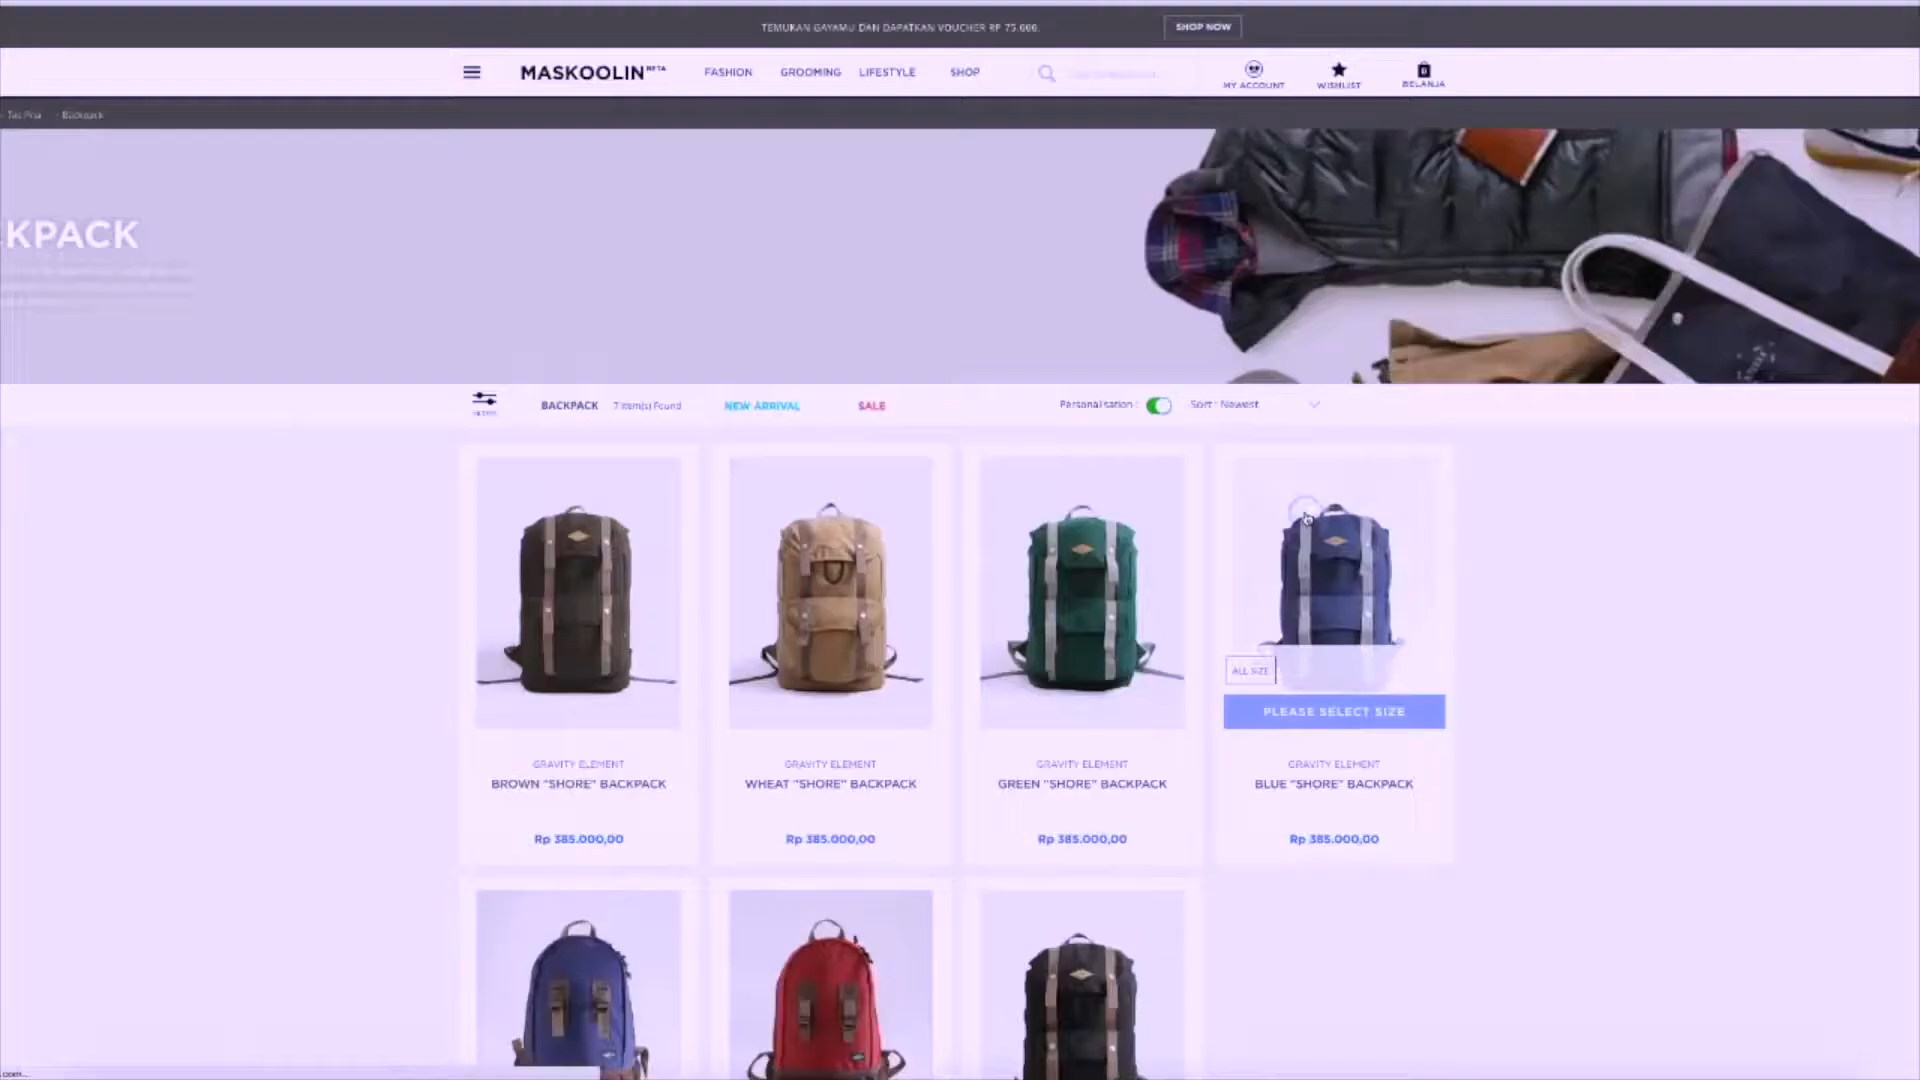 TEMUKAN GAYAMU DAN DAPATKAN VOUCHER RP 75.000.
SHOP NOW
MASKOOLIN BETA
FASHION
GROOMING
LIFESTYLE
SHOP
MY ACCOUNT
WISHLIST
BELANJA
Tas Pria
Backpack
KPACK
FILTERS
BACKPACK
7 Item(s) Found
NEW ARRIVAL
SALE
Personalisation :
Sort : Newest
ALL SIZE
PLEASE SELECT SIZE
GRAVITY ELEMENT
BROWN "SHORE" BACKPACK
Rp 385.000,00
GRAVITY ELEMENT
WHEAT "SHORE" BACKPACK
Rp 385.000,00
GRAVITY ELEMENT
GREEN "SHORE" BACKPACK
Rp 385.000,00
GRAVITY ELEMENT
BLUE "SHORE" BACKPACK
Rp 385.000,00